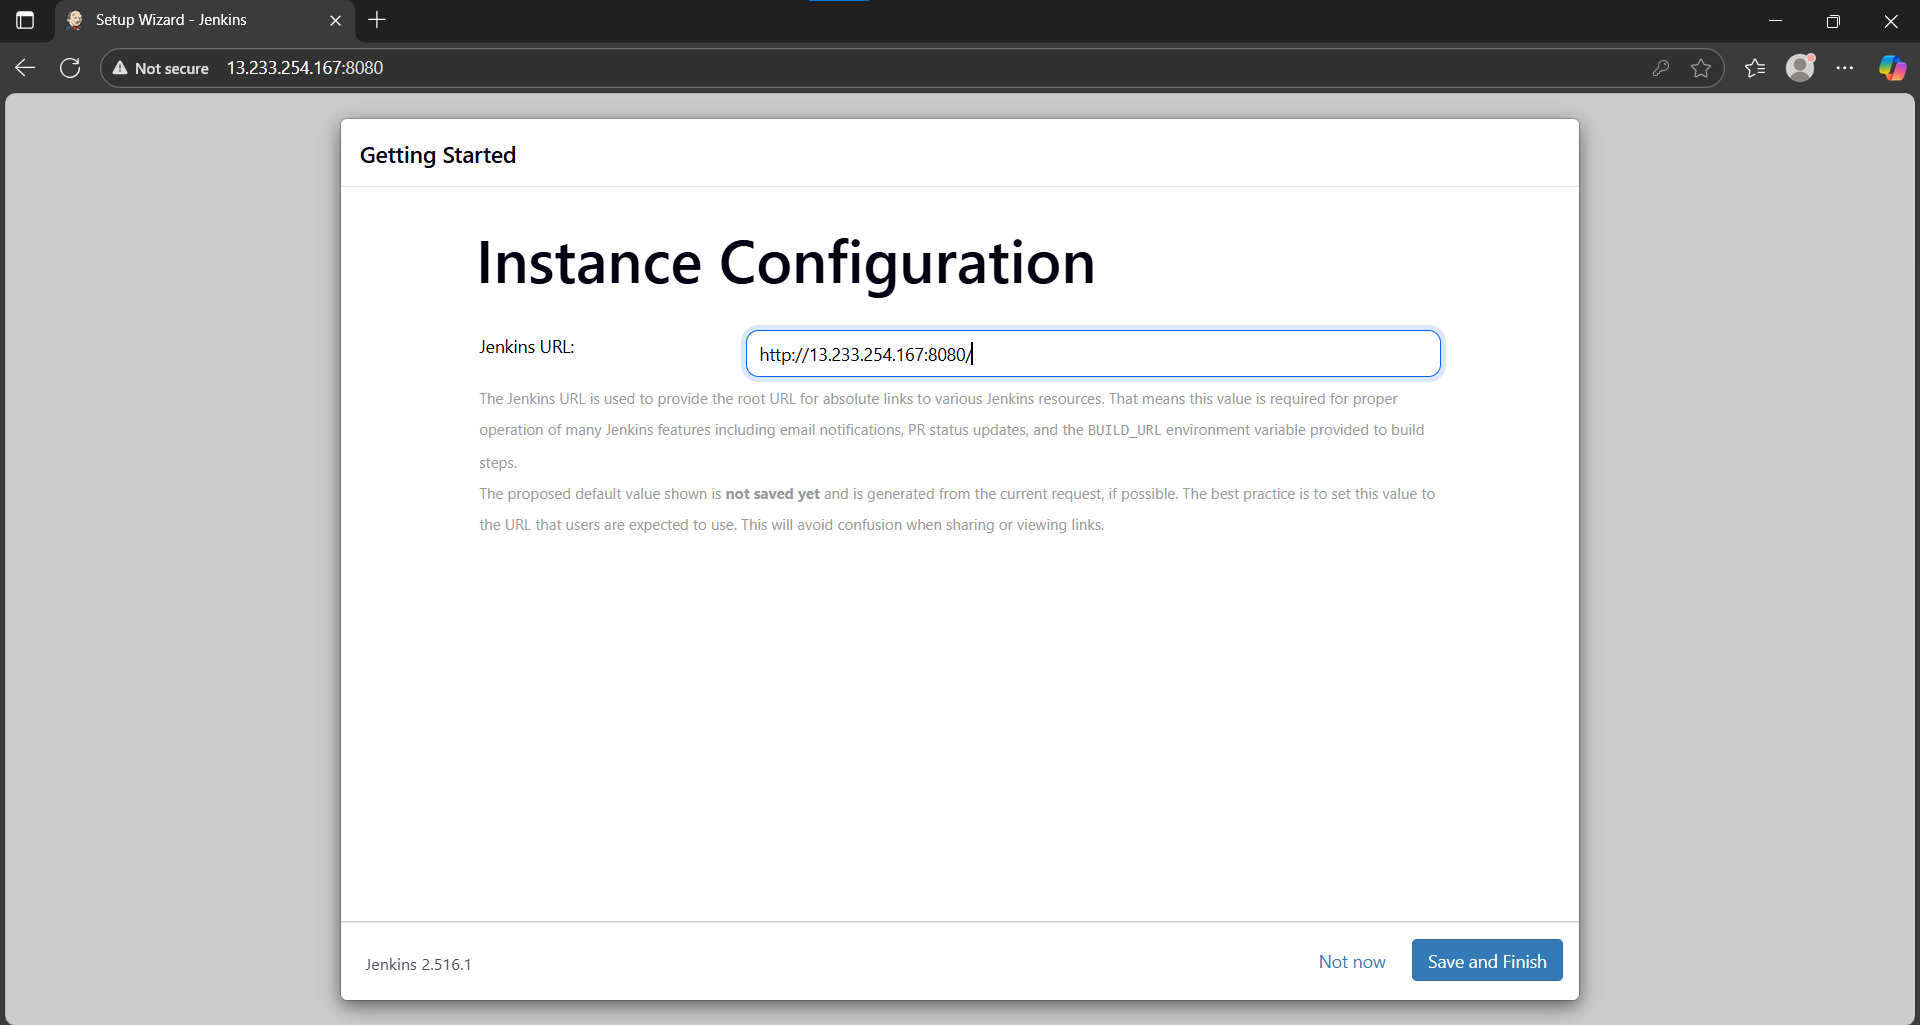 Setup Wizard - Jenkins
Not secure 13.233.254.167:8080
Getting Started
Instance Configuration
Jenkins URL:
http://13.233.254.167:8080/
The Jenkins URL is used to provide the root URL for absolute links to various Jenkins resources. That means this value is required for proper
operation of many Jenkins features including email notifications, PR status updates, and the BUILD_URL environment variable provided to build
steps.
The proposed default value shown is not saved yet and is generated from the current request, if possible. The best practice is to set this value to
the URL that users are expected to use. This will avoid confusion when sharing or viewing links.
Jenkins 2.516.1
Not now
Save and Finish